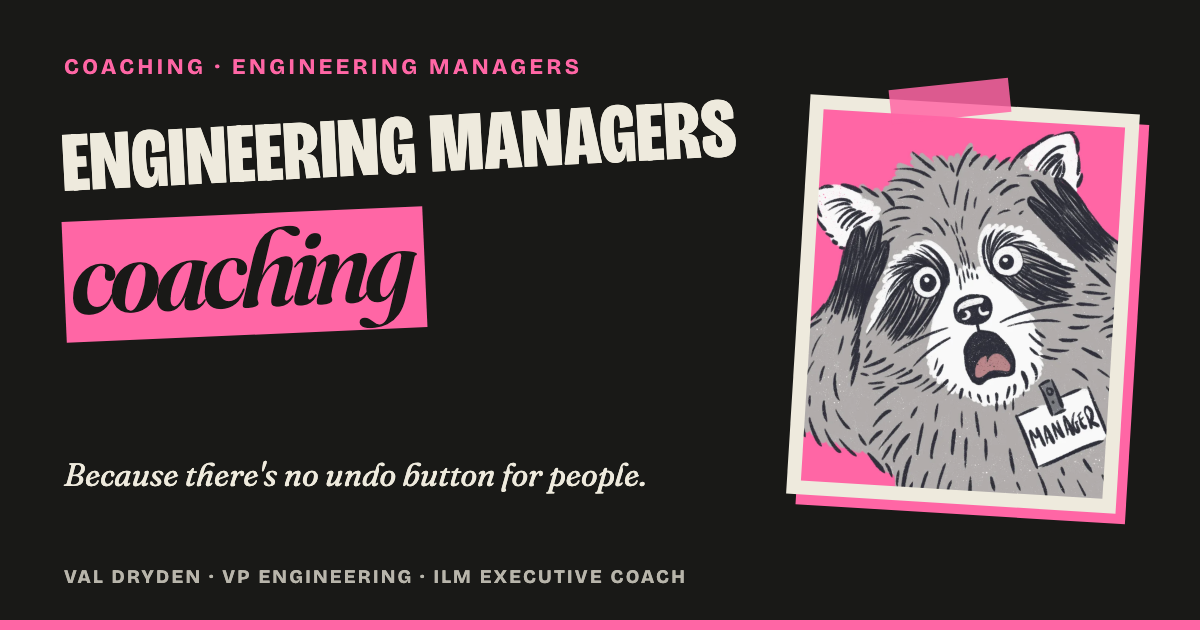 COACHING · ENGINEERING MANAGERS
ENGINEERING MANAGERS
coaching
Because there's no undo button for people.
VAL DRYDEN · VP ENGINEERING · ILM EXECUTIVE COACH
MANAGER